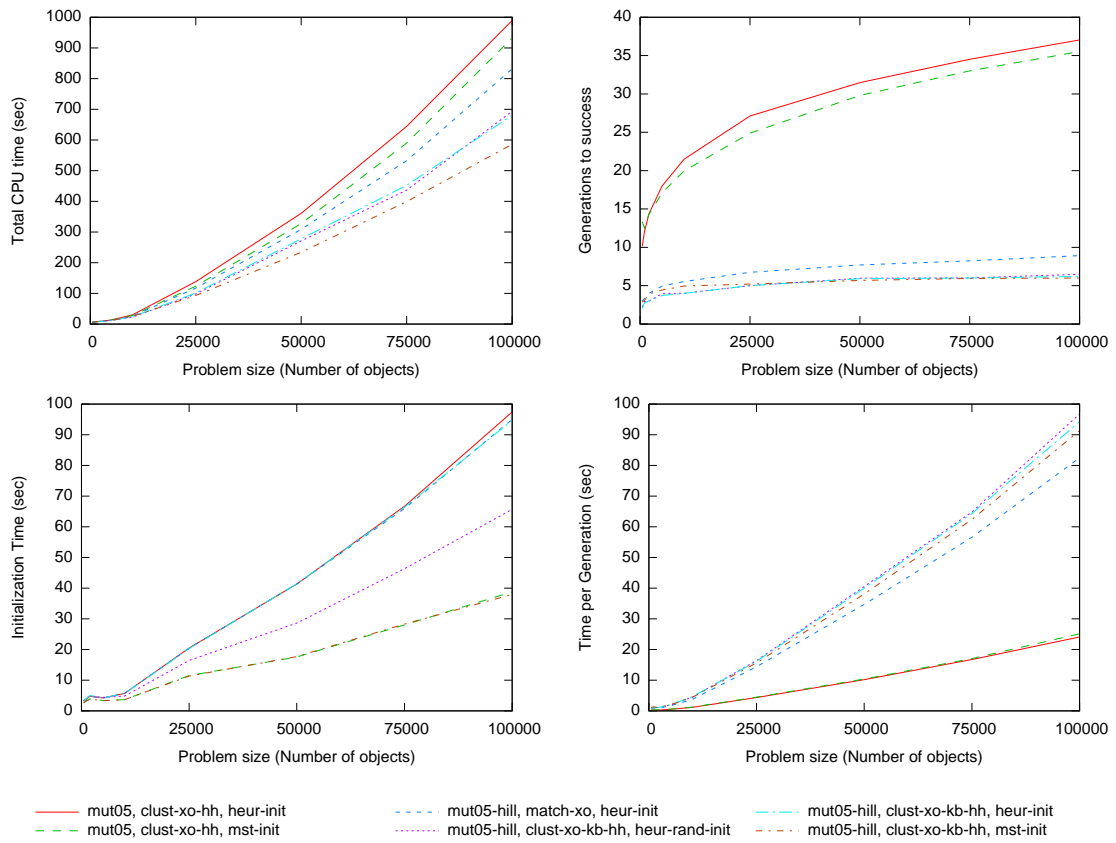 1000
900
800
700
600
500
400
300
200
100
0
Total CPU time (sec)
0 25000 50000 75000 100000
Problem size (Number of objects)
40
35
30
25
20
15
10
5
0
Generations to success
0 25000 50000 75000 100000
Problem size (Number of objects)
100
90
80
70
60
50
40
30
20
10
0
Initialization Time (sec)
0 25000 50000 75000 100000
Problem size (Number of objects)
100
90
80
70
60
50
40
30
20
10
0
Time per Generation (sec)
0 25000 50000 75000 100000
Problem size (Number of objects)
mut05, clust-xo-hh, heur-init
mut05, clust-xo-hh, mst-init
mut05-hill, match-xo, heur-init
mut05-hill, clust-xo-kb-hh, heur-rand-init
mut05-hill, clust-xo-kb-hh, heur-init
mut05-hill, clust-xo-kb-hh, mst-init